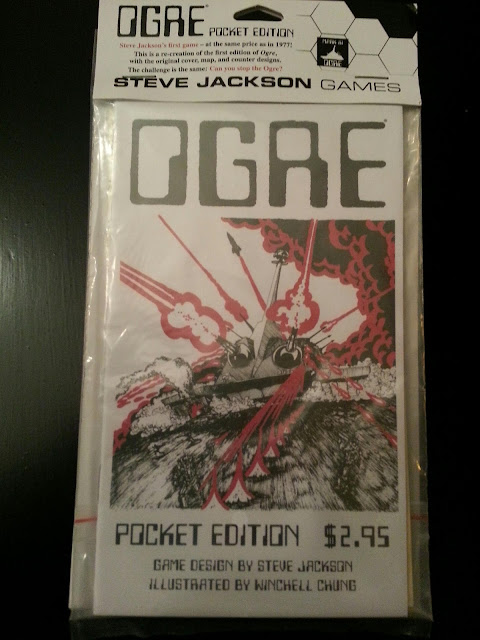 OGRE® POCKET EDITION
Steve Jackson's first game – at the same price as in 1977!
This is a re-creation of the first edition of Ogre,
with the original cover, map, and counter designs.
The challenge is the same: Can you stop the Ogre?
STEVE JACKSON GAMES
OGRE
POCKET EDITION $2.95
GAME DESIGN BY STEVE JACKSON
ILLUSTRATED BY WINCHELL CHUNG